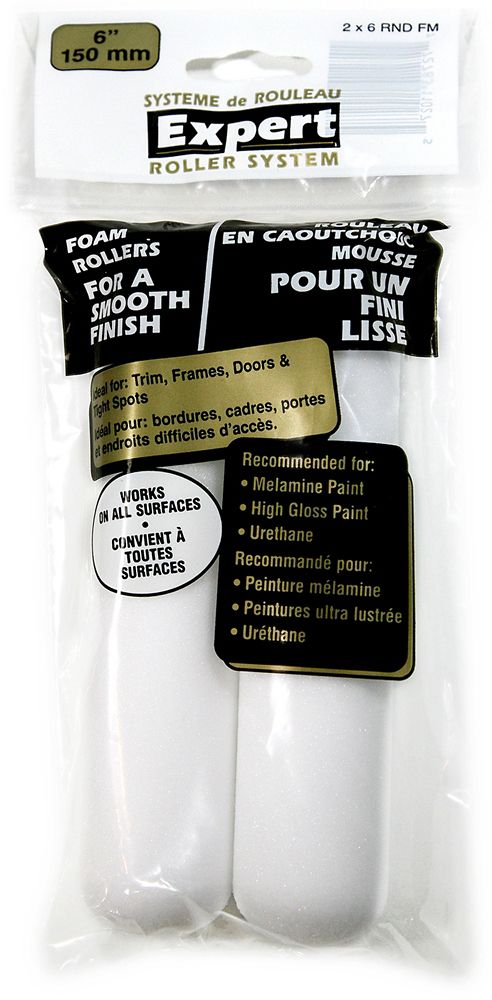 6"
150 mm
2 x 6 RND FM
SYSTEME de ROULEAU
Expert
ROLLER SYSTEM
FOAM
ROLLERS
FOR A
SMOOTH
FINISH
ROULEAU
EN CAOUTCHOUC
MOUSSE
POUR UN
FINI
LISSE
Ideal for: Trim, Frames, Doors &
Tight Spots
Idéal pour: bordures, cadres, portes
et endroits difficiles d'accès.
WORKS
ON ALL SURFACES
•
CONVIENT À
TOUTES
SURFACES
Recommended for:
• Melamine Paint
• High Gloss Paint
• Urethane
Recommandé pour:
• Peinture mélamine
• Peintures ultra lustrée
• Uréthane